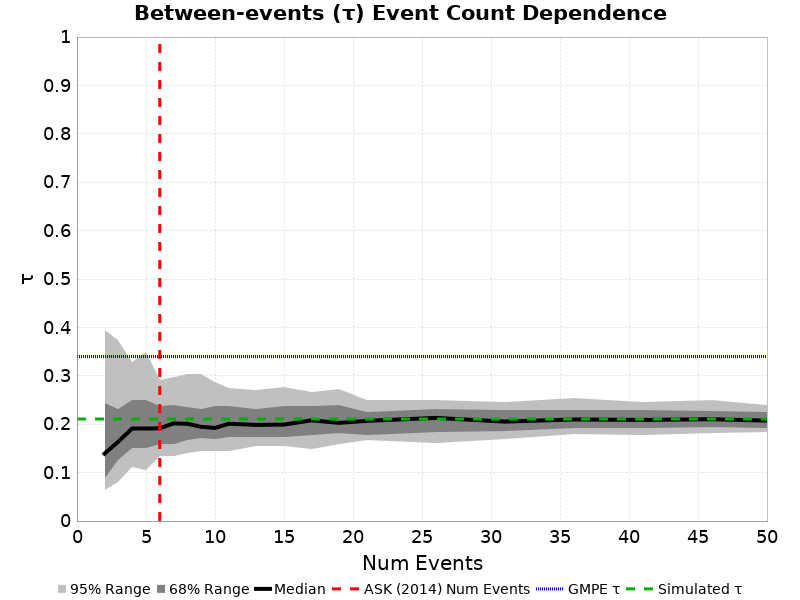 Between-events (τ) Event Count Dependence
1
0.9
0.8
0.7
0.6
0.5
0.4
0.3
0.2
0.1
0
τ
0 5 10 15 20 25 30 35 40 45 50
Num Events
95% Range 68% Range Median ASK (2014) Num Events GMPE τ Simulated τ